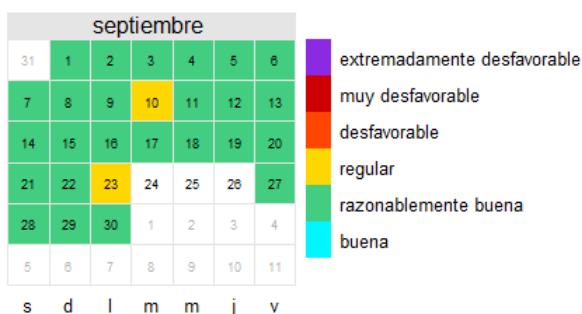 septiembre
31 1 2 3 4 5 6
7 8 9 10 11 12 13
14 15 16 17 18 19 20
21 22 23 24 25 26 27
28 29 30 1 2 3 4
5 6 7 8 9 10 11
s d l m m j v
extremadamente desfavorable
muy desfavorable
desfavorable
regular
razonablemente buena
buena